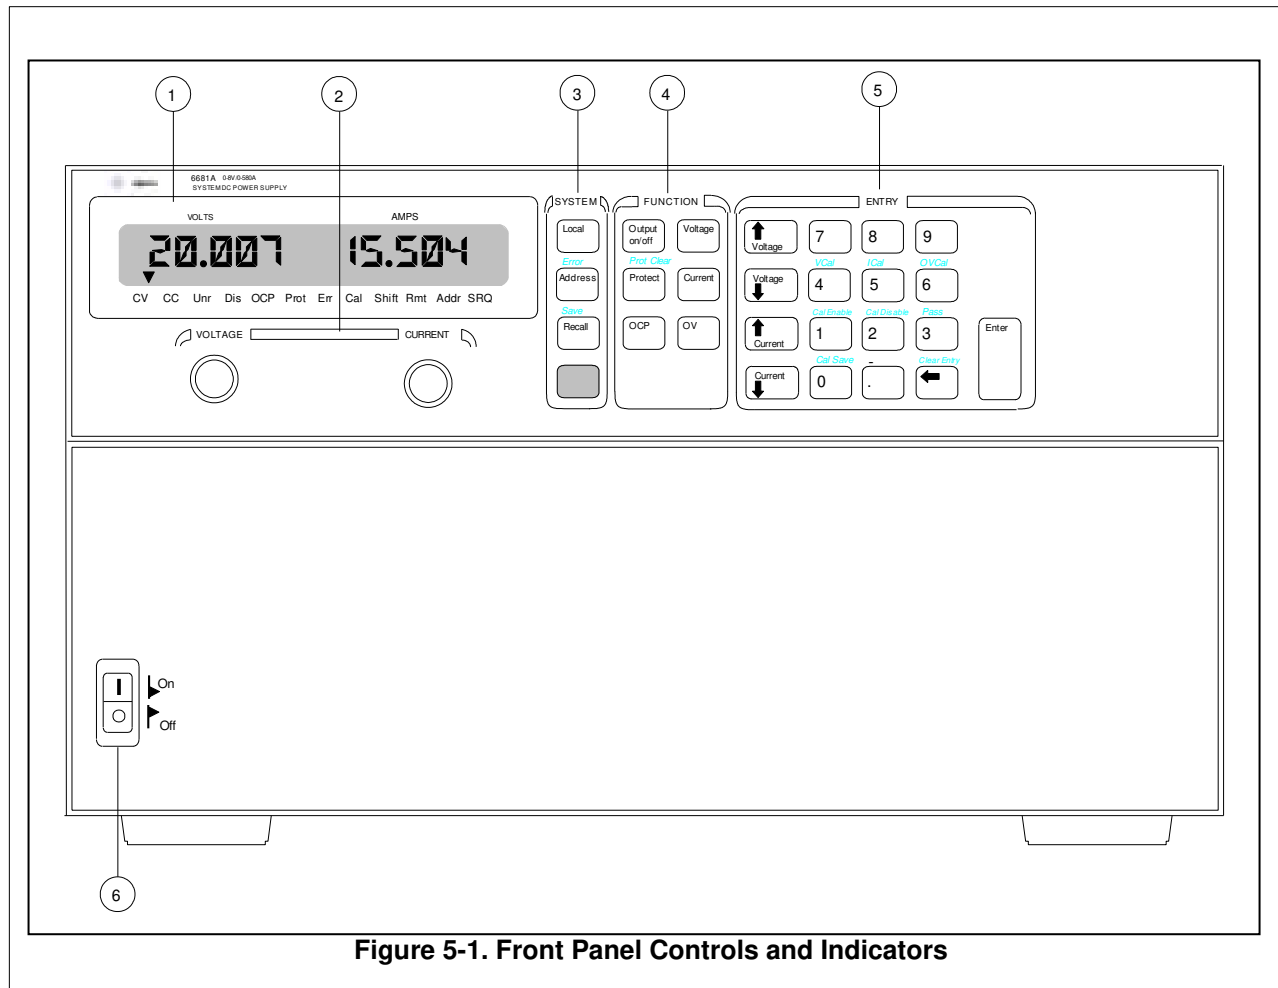 1
2
3
4
5
6681A 0-8V/0-580A
SYSTEM DC POWER SUPPLY
VOLTS
AMPS
20.007
15.504
CV CC Unr Dis OCP Prot Err Cal Shift Rmt Addr SRQ
VOLTAGE
CURRENT
SYSTEM
Local
Error
Address
Save
Recall
FUNCTION
Output on/off
Voltage
Prot Clear
Protect
Current
OCP
OV
ENTRY
Voltage
7
8
9
VCal
ICal
OVCal
Voltage
4
5
6
Cal Enable
Cal Disable
Pass
Current
1
2
3
Cal Save
-
Clear Entry
Current
0
.
Enter
On
Off
6
Figure 5-1. Front Panel Controls and Indicators